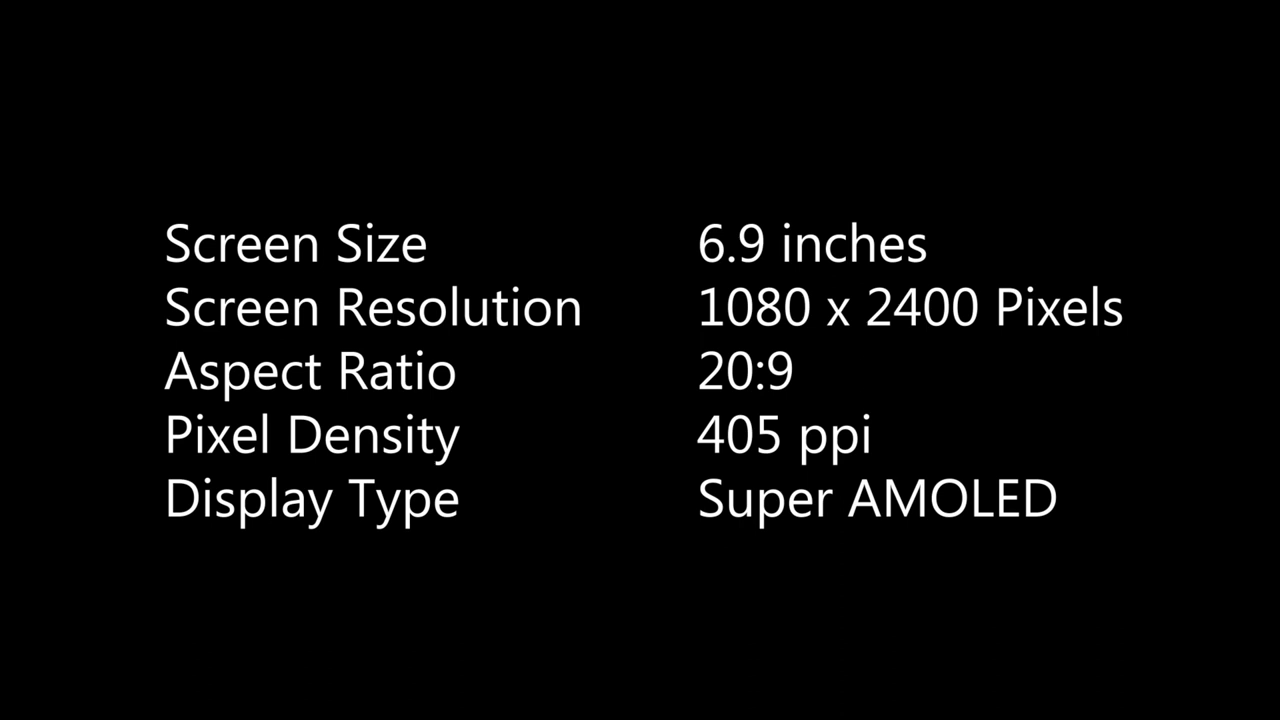 Screen Size 6.9 inches
Screen Resolution 1080 x 2400 Pixels
Aspect Ratio 20:9
Pixel Density 405 ppi
Display Type Super AMOLED